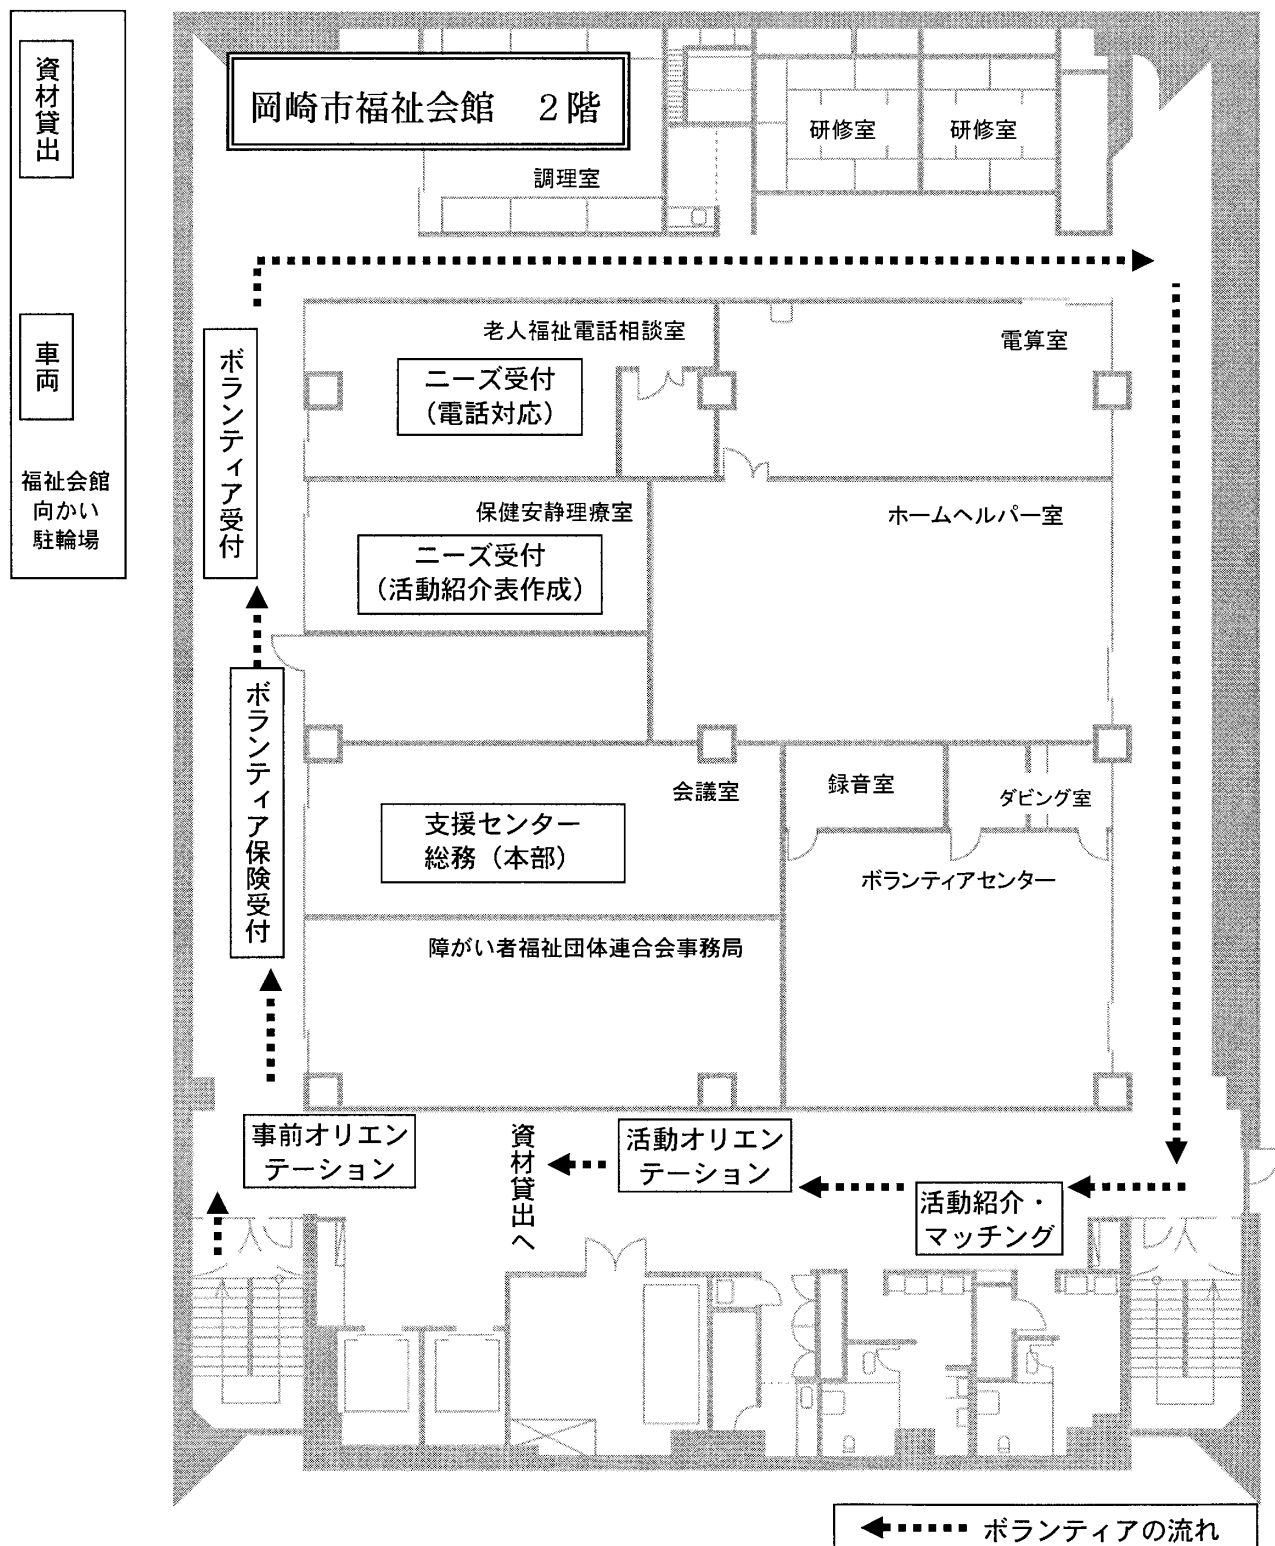 資材貸出
車両
福祉会館
向かい
駐輪場
岡崎市福祉会館 2階
調理室
研修室
研修室
老人福祉電話相談室
ニーズ受付
(電話対応)
電算室
ボランティア受付
保健安静理療室
ニーズ受付
(活動紹介表作成)
ホームヘルパー室
ボランティア保険受付
会議室
支援センター
総務(本部)
録音室
ダビング室
ボランティアセンター
障がい者福祉団体連合会事務局
事前オリエン
テーション
資材貸出へ
活動オリエン
テーション
活動紹介・
マッチング
ボランティアの流れ